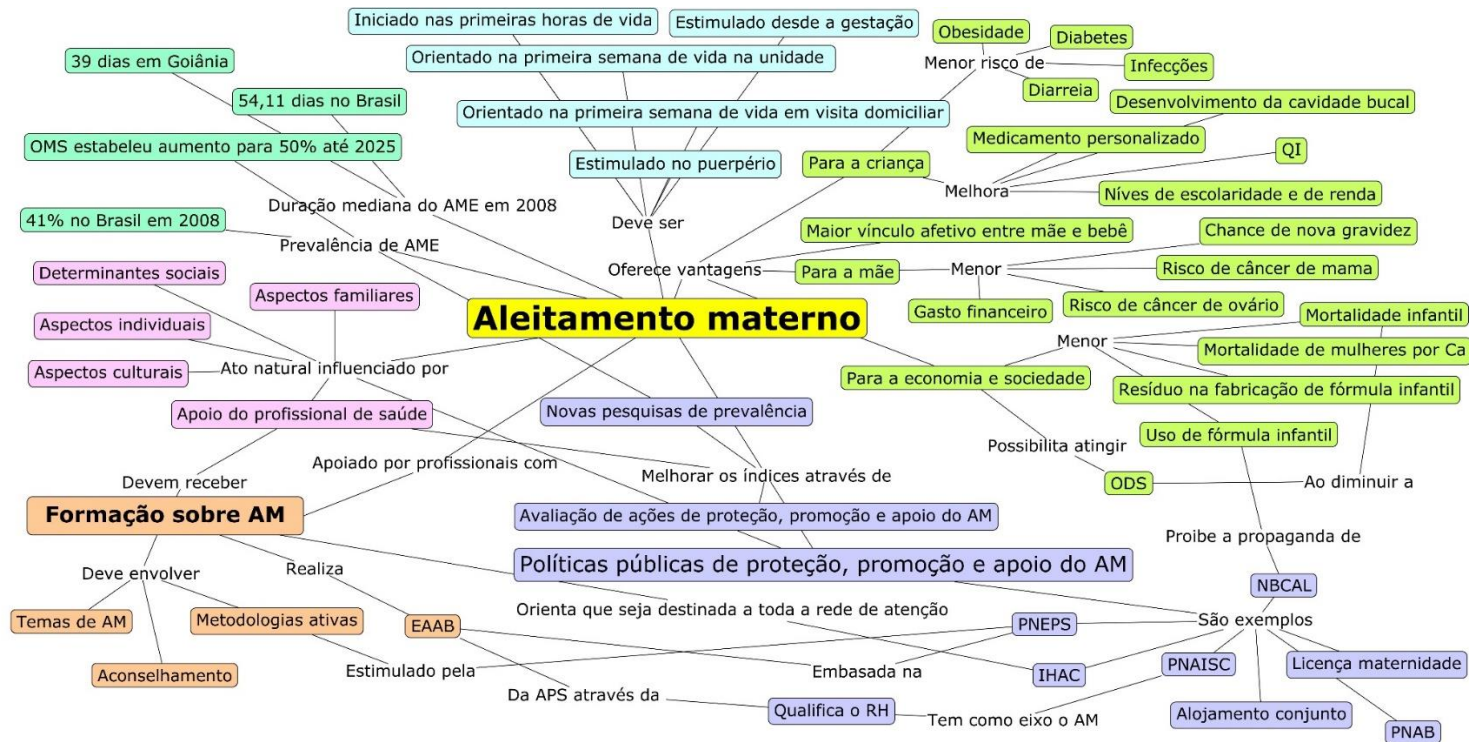 Iniciado nas primeiras horas de vida
Estimulado desde a gestação
Orientado na primeira semana de vida na unidade
Orientado na primeira semana de vida em visita domiciliar
Estimulado no puerpério
Deve ser
39 dias em Goiânia
54,11 dias no Brasil
OMS estabeleu aumento para 50% até 2025
Duração mediana do AME em 2008
41% no Brasil em 2008
Prevalência de AME
Obesidade
Diabetes
Menor risco de
Infecções
Diarreia
Desenvolvimento da cavidade bucal
Medicamento personalizado
Para a criança
QI
Melhora
Níves de escolaridade e de renda
Maior vínculo afetivo entre mãe e bebê
Chance de nova gravidez
Oferece vantagens
Para a mãe
Menor
Risco de câncer de mama
Gasto financeiro
Risco de câncer de ovário
Aleitamento materno
Determinantes sociais
Aspectos familiares
Aspectos individuais
Aspectos culturais
Ato natural influenciado por
Apoio do profissional de saúde
Mortalidade infantil
Menor
Mortalidade de mulheres por Ca
Para a economia e sociedade
Resíduo na fabricação de fórmula infantil
Uso de fórmula infantil
Possibilita atingir
ODS
Ao diminuir a
Novas pesquisas de prevalência
Apoiado por profissionais com
Melhorar os índices através de
Devem receber
Formação sobre AM
Avaliação de ações de proteção, promoção e apoio do AM
Políticas públicas de proteção, promoção e apoio do AM
Proibe a propaganda de
NBCAL
Deve envolver
Realiza
Temas de AM
Metodologias ativas
Aconselhamento
EAAB
Orienta que seja destinada a toda a rede de atenção
PNEPS
São exemplos
Estimulado pela
Embasada na
IHAC
PNAISC
Licença maternidade
Da APS através da
Qualifica o RH
Tem como eixo o AM
Alojamento conjunto
PNAB